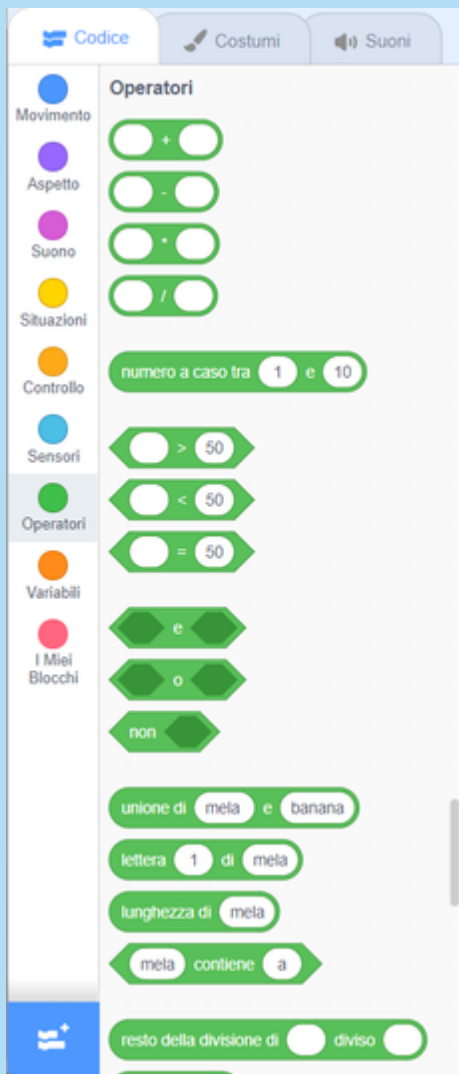 Codice
Costumi
Suoni
Movimento
Aspetto
Suono
Situazioni
Controllo
Sensori
Operatori
Variabili
I Miei
Blocchi
Operatori
+
-
*
/
numero a caso tra 1 e 10
> 50
< 50
= 50
e
o
non
unione di mela e banana
lettera 1 di mela
lunghezza di mela
mela contiene a
resto della divisione di diviso